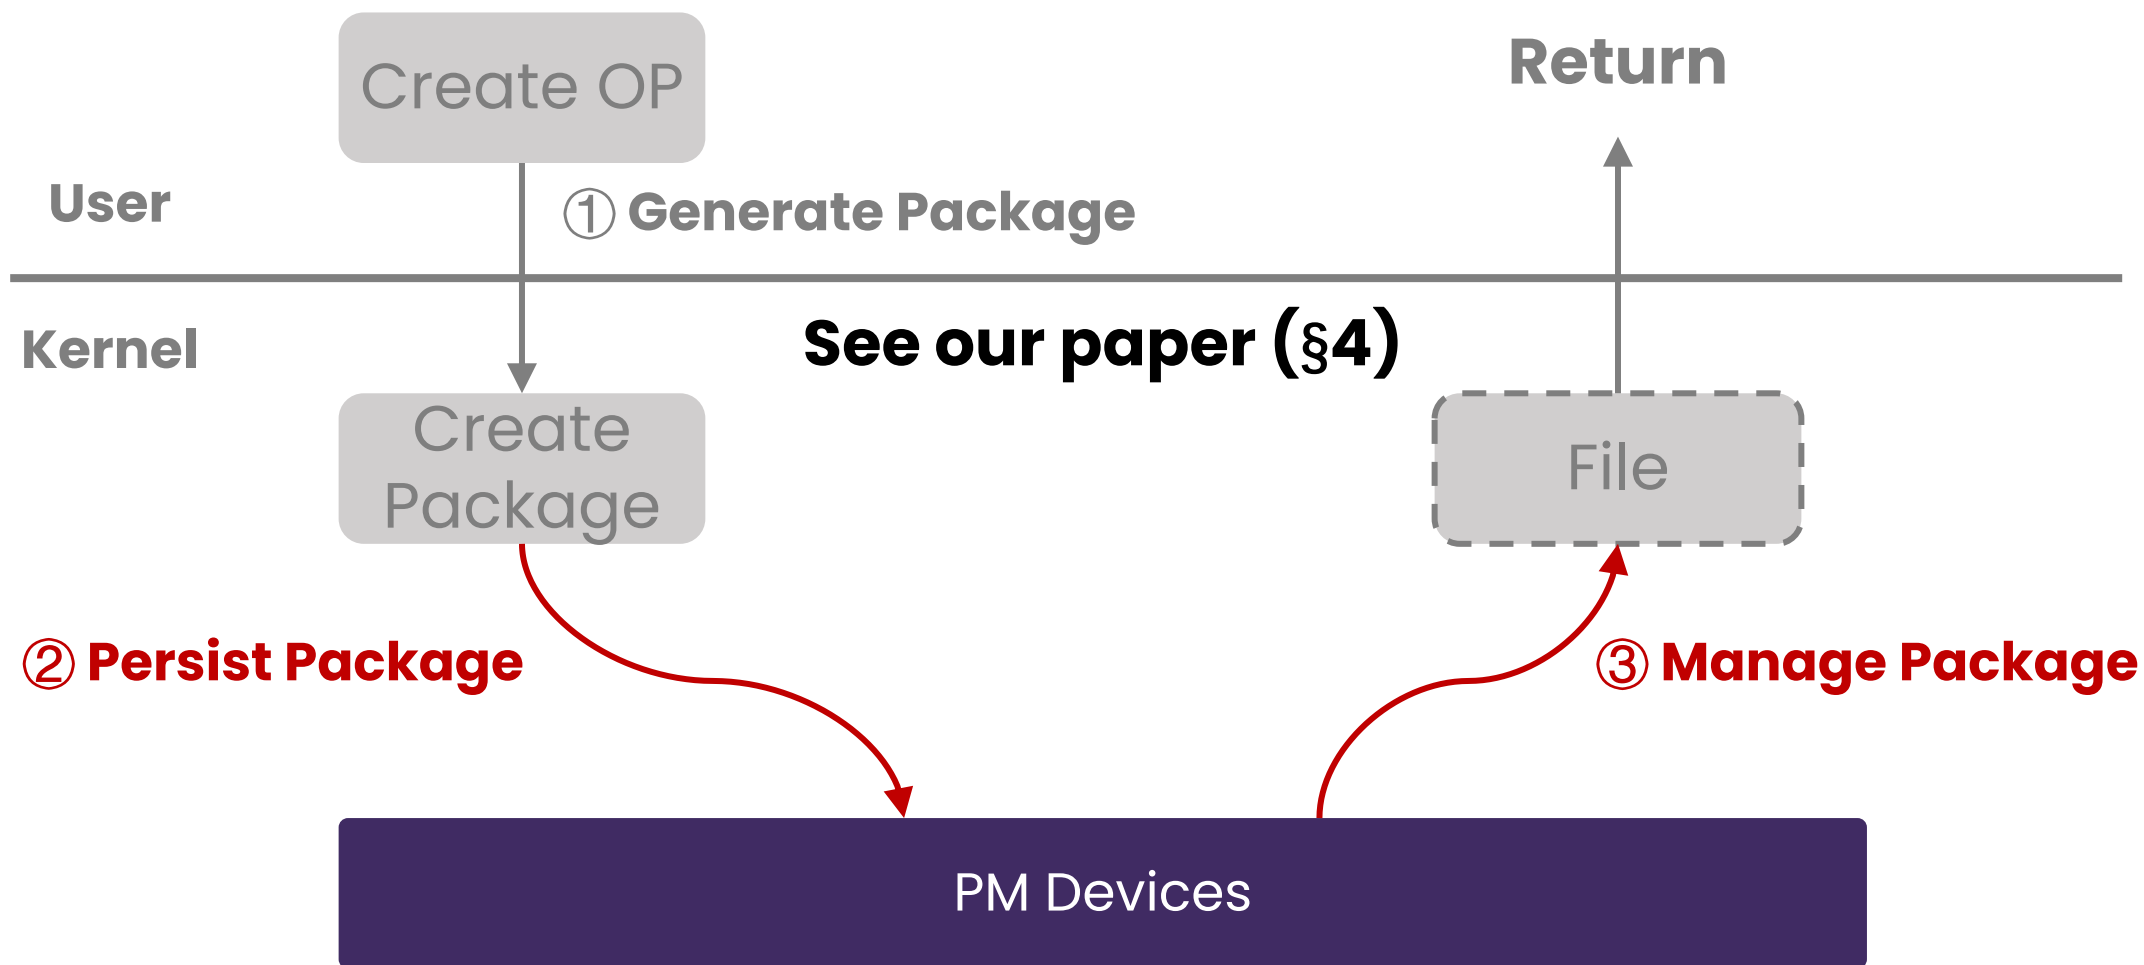 Create OP
Return
User
① Generate Package
Kernel
See our paper (§4)
Create
Package
File
② Persist Package
③ Manage Package
PM Devices